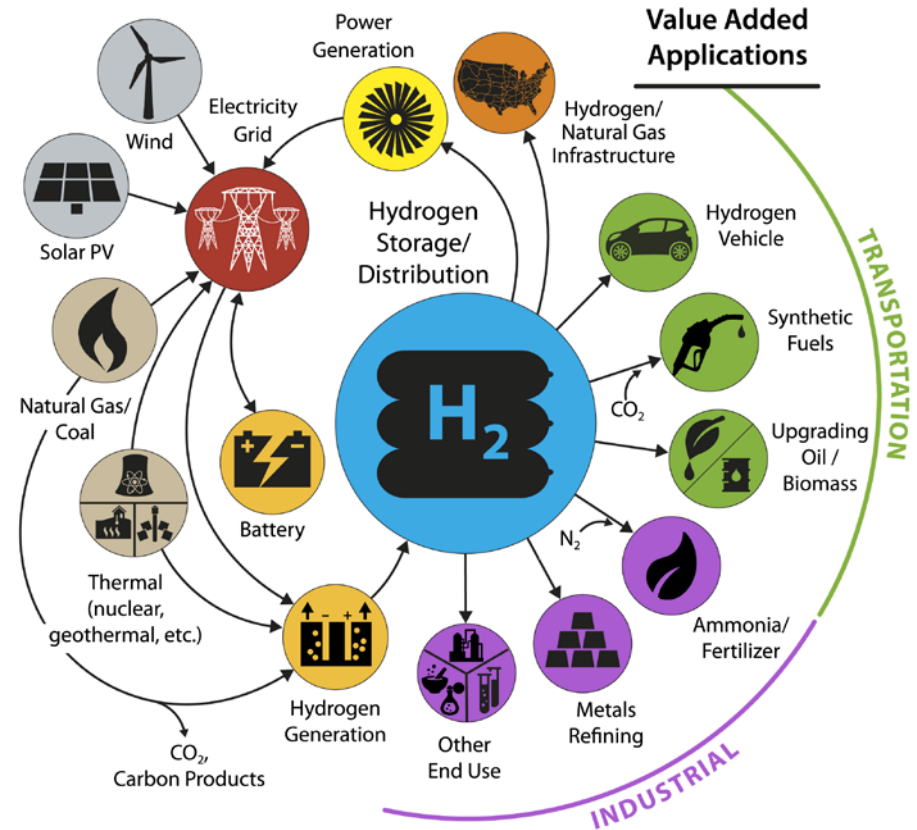 Power
Generation
Value Added
Applications
Wind
Electricity
Grid
Hydrogen/
Natural Gas
Infrastructure
Solar PV
Hydrogen
Storage/
Distribution
Hydrogen
Vehicle
TRANSPORTATION
Synthetic
Fuels
Natural Gas/
Coal
H₂
CO₂
Upgrading
Oil /
Biomass
+ −
Battery
N₂
Thermal
(nuclear,
geothermal, etc.)
− +
Ammonia/
Fertilizer
Hydrogen
Generation
Metals
Refining
Other
End Use
CO₂,
Carbon Products
INDUSTRIAL